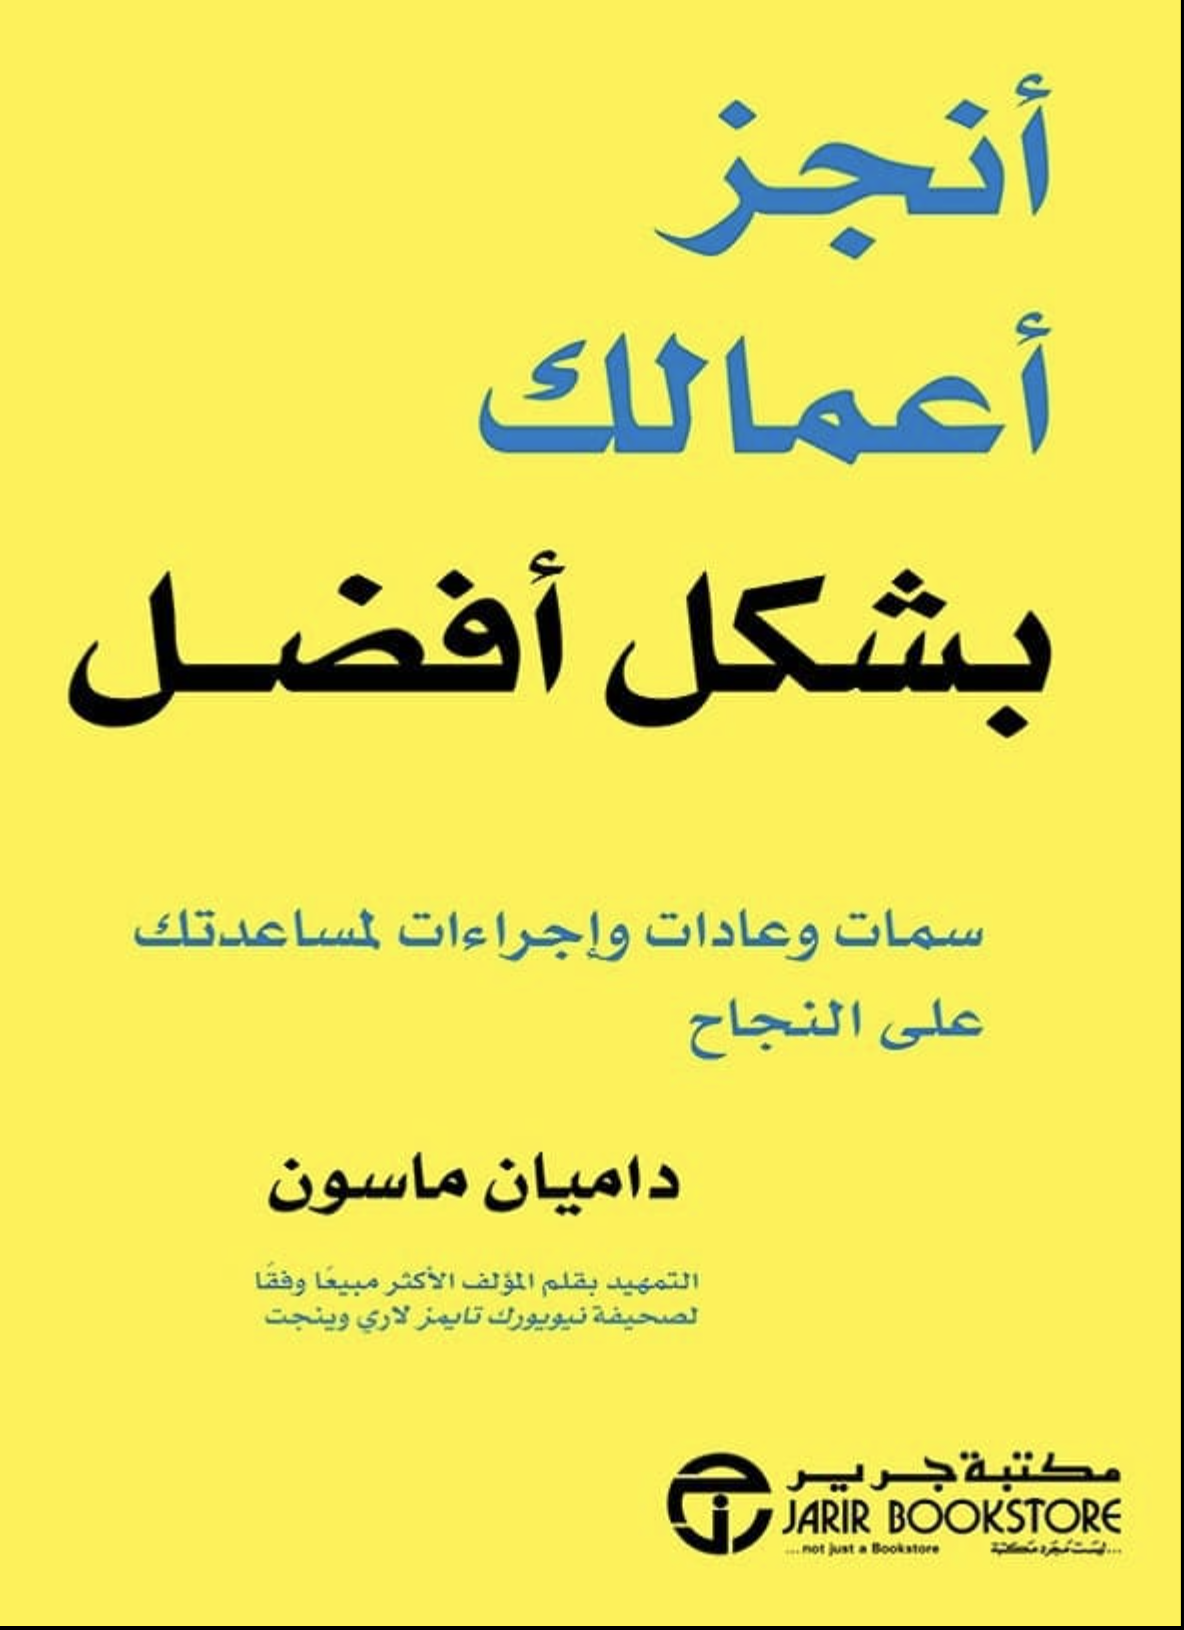 أنجز
أعمالك
بشكل أفضل
سمات وعادات وإجراءات لمساعدتك
على النجاح
داميان ماسون
التمهيد بقلم المؤلف الأكثر مبيعًا وفقًا
لصحيفة نيويورك تايمز لاري وينجت
مكتبة جرير
JARIR BOOKSTORE
...not just a Bookstore
...ليست مجرد مكتبة